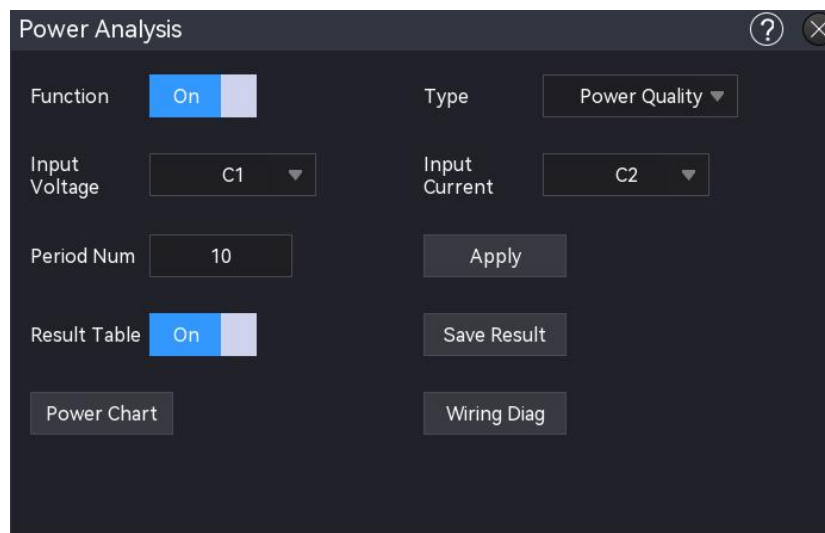 Power Analysis ?
Function On Type Power Quality
Input Voltage C1 Input Current C2
Period Num 10 Apply
Result Table On Save Result
Power Chart Wiring Diag